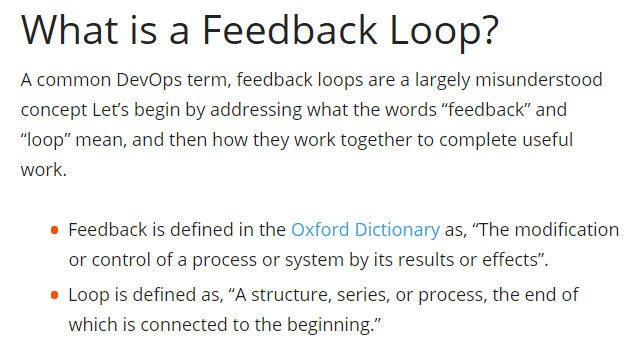 What is a Feedback Loop?
A common DevOps term, feedback loops are a largely misunderstood
concept Let’s begin by addressing what the words “feedback” and
“loop” mean, and then how they work together to complete useful
work.
Feedback is defined in the Oxford Dictionary as, “The modification
or control of a process or system by its results or effects”.
Loop is defined as, “A structure, series, or process, the end of
which is connected to the beginning.”